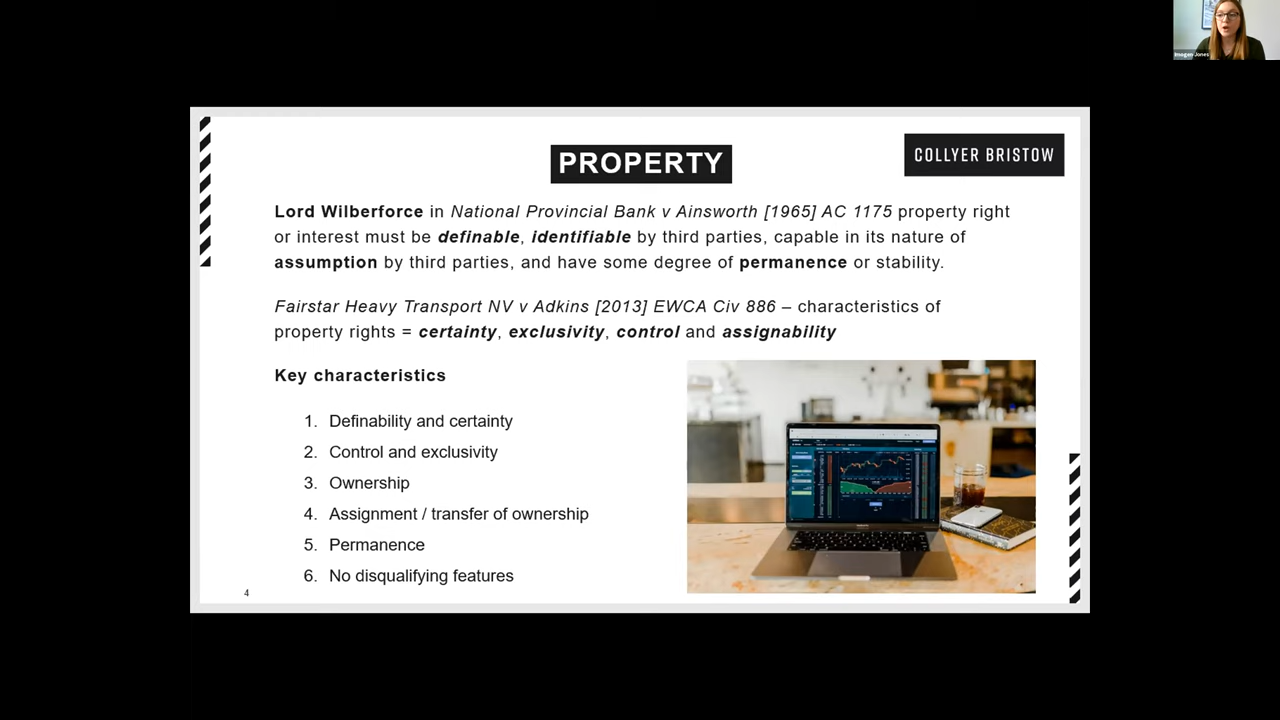 Imogen Jones
PROPERTY
COLLYER BRISTOW
Lord Wilberforce in National Provincial Bank v Ainsworth [1965] AC 1175 property right
or interest must be definable, identifiable by third parties, capable in its nature of
assumption by third parties, and have some degree of permanence or stability.
Fairstar Heavy Transport NV v Adkins [2013] EWCA Civ 886 – characteristics of
property rights = certainty, exclusivity, control and assignability
Key characteristics
1. Definability and certainty
2. Control and exclusivity
3. Ownership
4. Assignment / transfer of ownership
5. Permanence
6. No disqualifying features
4